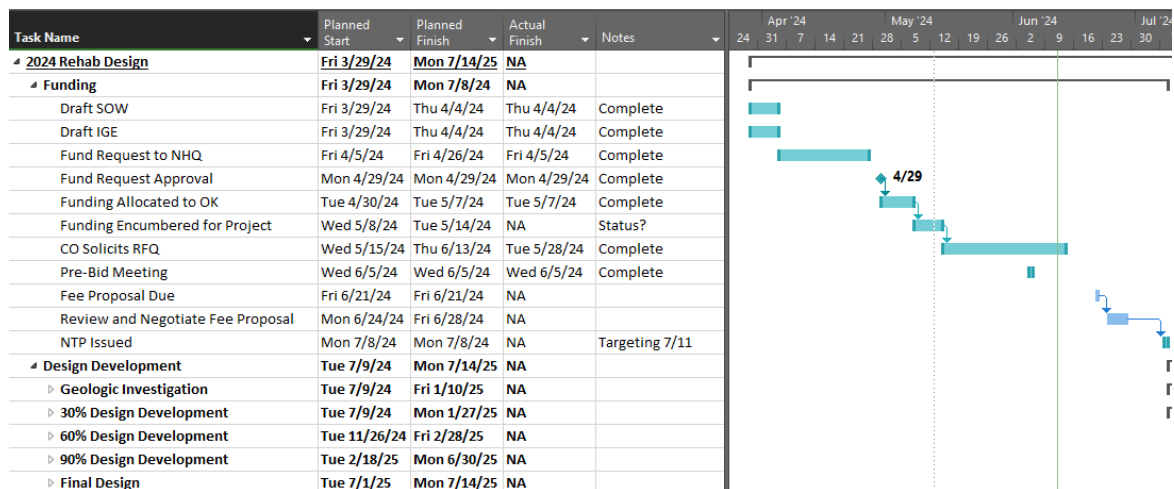 Planned Planned Actual Apr '24 May '24 Jun '24 Jul '24
Task Name Start Finish Finish Notes 24 31 7 14 21 28 5 12 19 26 2 9 16 23 30
2024 Rehab Design Fri 3/29/24 Mon 7/14/25 NA
Funding Fri 3/29/24 Mon 7/8/24 NA
Draft SOW Fri 3/29/24 Thu 4/4/24 Thu 4/4/24 Complete
Draft IGE Fri 3/29/24 Thu 4/4/24 Thu 4/4/24 Complete
Fund Request to NHQ Fri 4/5/24 Fri 4/26/24 Fri 4/5/24 Complete
Fund Request Approval Mon 4/29/24 Mon 4/29/24 Mon 4/29/24 Complete 4/29
Funding Allocated to OK Tue 4/30/24 Tue 5/7/24 Tue 5/7/24 Complete
Funding Encumbered for Project Wed 5/8/24 Tue 5/14/24 NA Status?
CO Solicits RFQ Wed 5/15/24 Thu 6/13/24 Tue 5/28/24 Complete
Pre-Bid Meeting Wed 6/5/24 Wed 6/5/24 Wed 6/5/24 Complete
Fee Proposal Due Fri 6/21/24 Fri 6/21/24 NA
Review and Negotiate Fee Proposal Mon 6/24/24 Fri 6/28/24 NA
NTP Issued Mon 7/8/24 Mon 7/8/24 NA Targeting 7/11
Design Development Tue 7/9/24 Mon 7/14/25 NA
Geologic Investigation Tue 7/9/24 Fri 1/10/25 NA
30% Design Development Tue 7/9/24 Mon 1/27/25 NA
60% Design Development Tue 11/26/24 Fri 2/28/25 NA
90% Design Development Tue 2/18/25 Mon 6/30/25 NA
Final Design Tue 7/1/25 Mon 7/14/25 NA